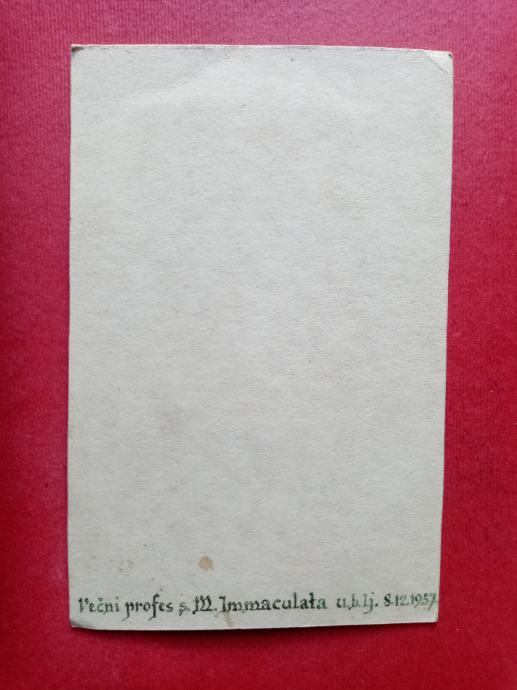 Večni profes s. M. Immaculata u.b.lj. 8.12.1957